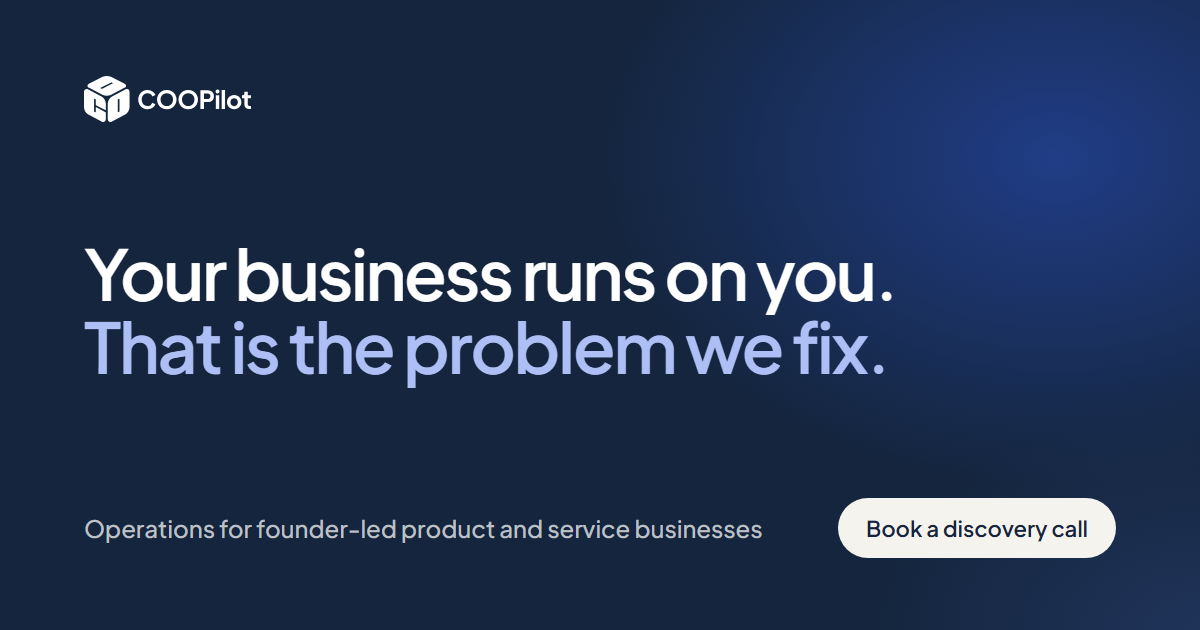 COOPilot
Your business runs on you.
That is the problem we fix.
Operations for founder-led product and service businesses
Book a discovery call